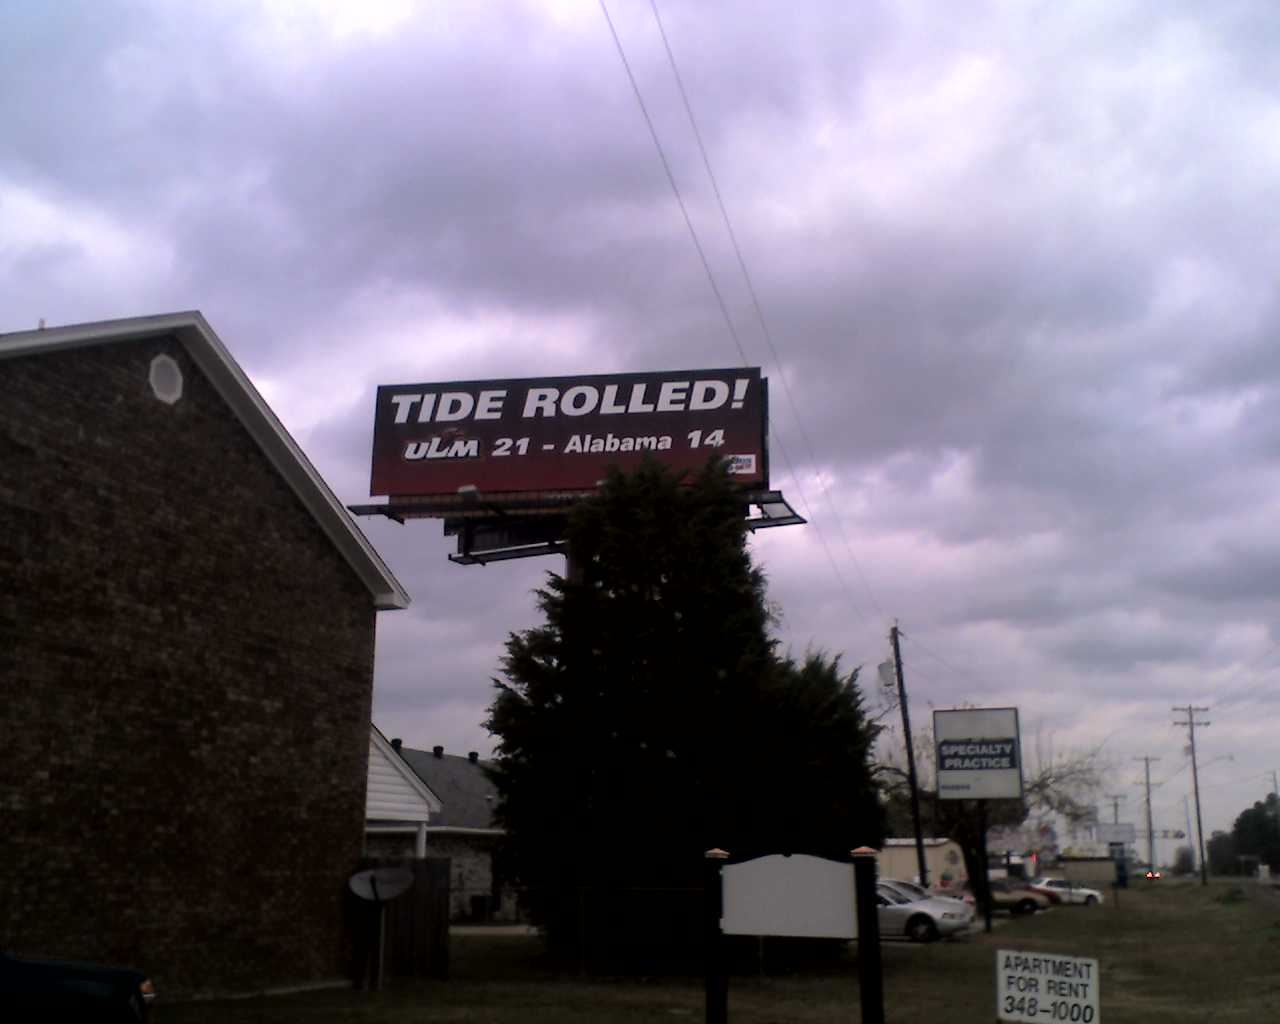 TIDE ROLLED!
ULM 21 - Alabama 14
SPECIALTY
PRACTICE
APARTMENT
FOR RENT
348-1000